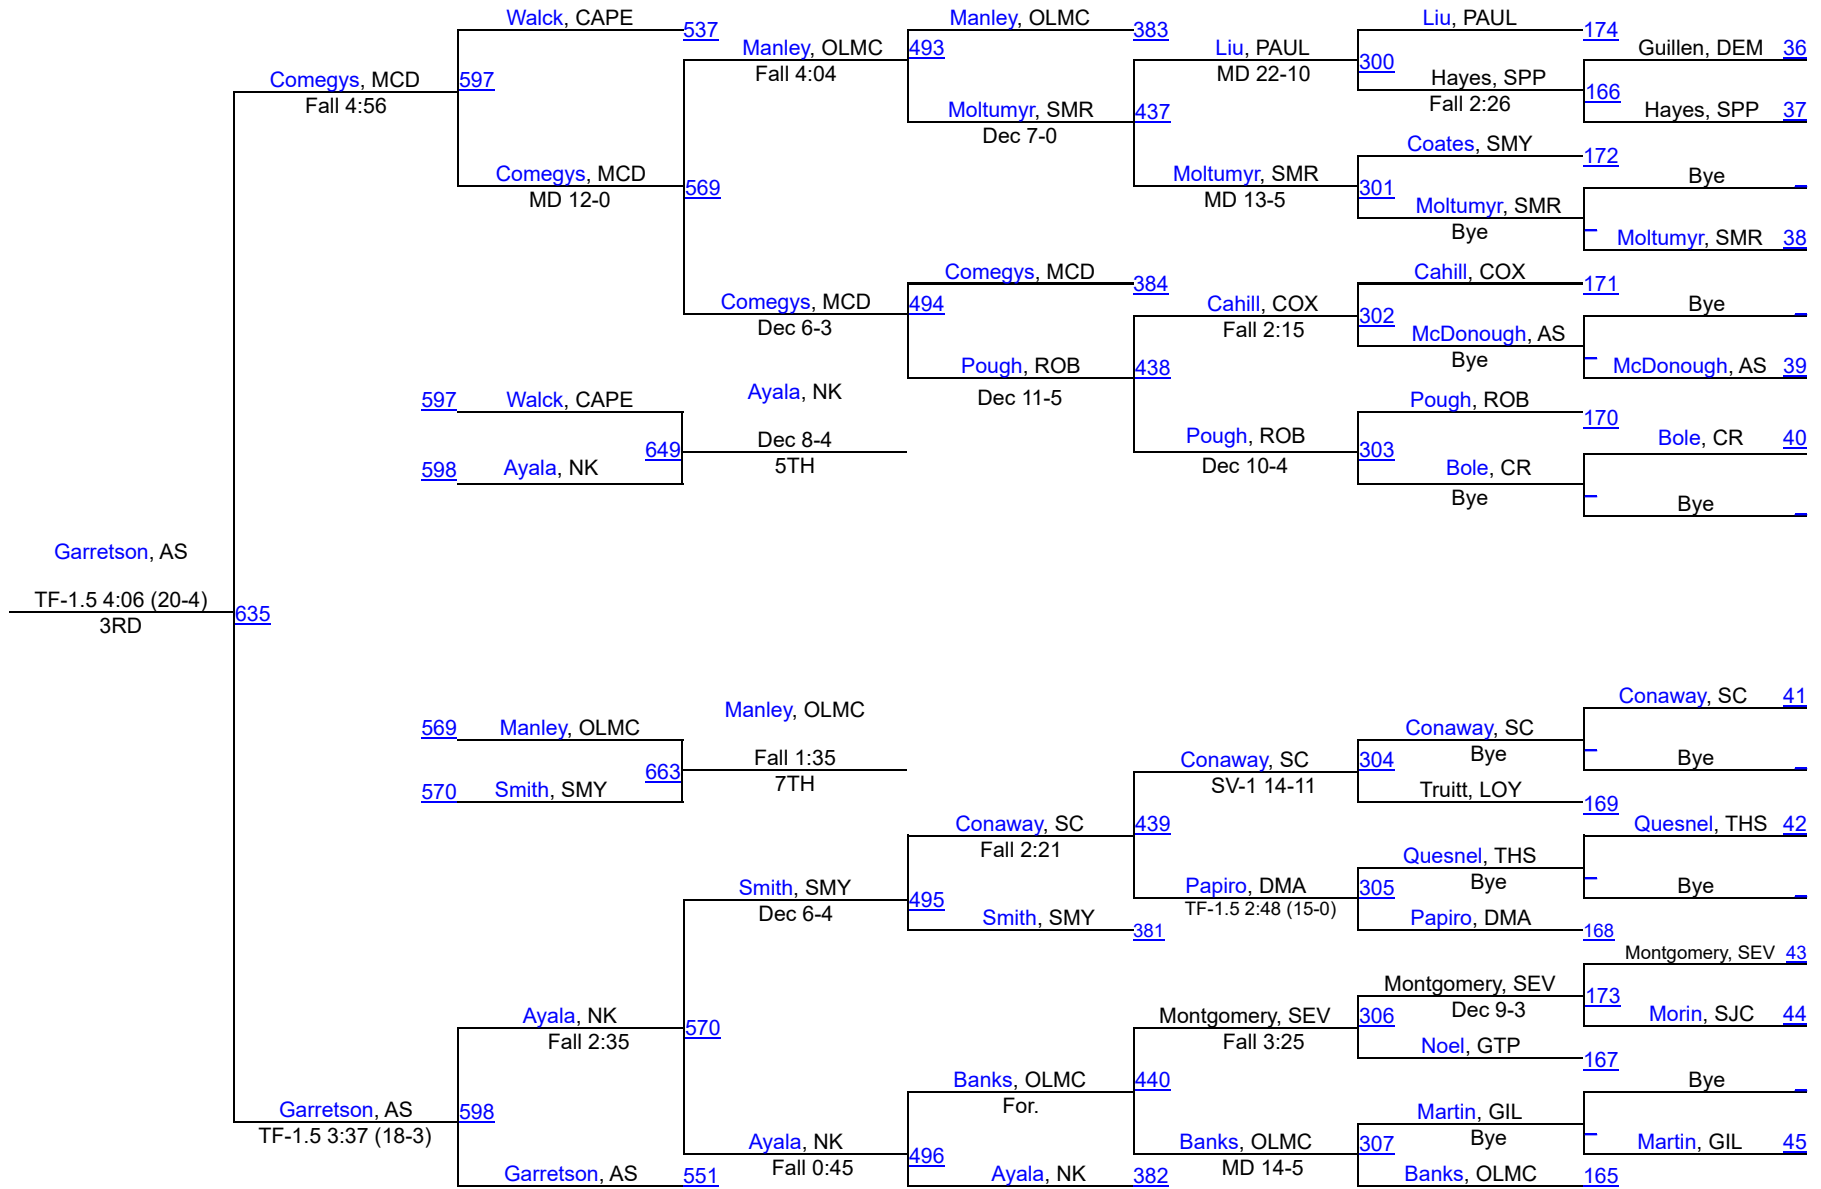 Walck, CAPE
537
Manley, OLMC
383
Liu, PAUL
174
Manley, OLMC
Fall 4:04
493
Liu, PAUL
MD 22-10
300
Guillen, DEM 36
Comegys, MCD
Fall 4:56
597
Hayes, SPP
Fall 2:26
166
Moltumyr, SMR
Dec 7-0
437
Hayes, SPP 37
Coates, SMY
172
Comegys, MCD
MD 12-0
569
Moltumyr, SMR
MD 13-5
301
Bye
Moltumyr, SMR
Bye
Moltumyr, SMR 38
Comegys, MCD
384
Cahill, COX
171
Comegys, MCD
Dec 6-3
494
Cahill, COX
Fall 2:15
302
Bye
McDonough, AS
Bye
Pough, ROB
Dec 11-5
438
McDonough, AS 39
597 Walck, CAPE
Ayala, NK
Pough, ROB
170
649
Dec 8-4
5TH
Pough, ROB
Dec 10-4
303
Bole, CR 40
598 Ayala, NK
Bole, CR
Bye
Bye
Garretson, AS
TF-1.5 4:06 (20-4)
3RD
635
Conaway, SC 41
569 Manley, OLMC
Manley, OLMC
Conaway, SC
Bye
663
Fall 1:35
7TH
Conaway, SC
SV-1 14-11
304
Bye
570 Smith, SMY
Truitt, LOY
169
Conaway, SC
Fall 2:21
439
Quesnel, THS 42
Quesnel, THS
Bye
Smith, SMY
Dec 6-4
495
Papiro, DMA
TF-1.5 2:48 (15-0)
305
Bye
Smith, SMY
381
Papiro, DMA
168
Montgomery, SEV 43
Montgomery, SEV
Dec 9-3
173
Ayala, NK
Fall 2:35
570
Montgomery, SEV
Fall 3:25
306
Morin, SJC 44
Noel, GTP
167
Banks, OLMC
For.
440
Bye
Garretson, AS
TF-1.5 3:37 (18-3)
598
Martin, GIL
Bye
Ayala, NK
Fall 0:45
496
Banks, OLMC
MD 14-5
307
Martin, GIL 45
Garretson, AS
551
Ayala, NK
382
Banks, OLMC
165